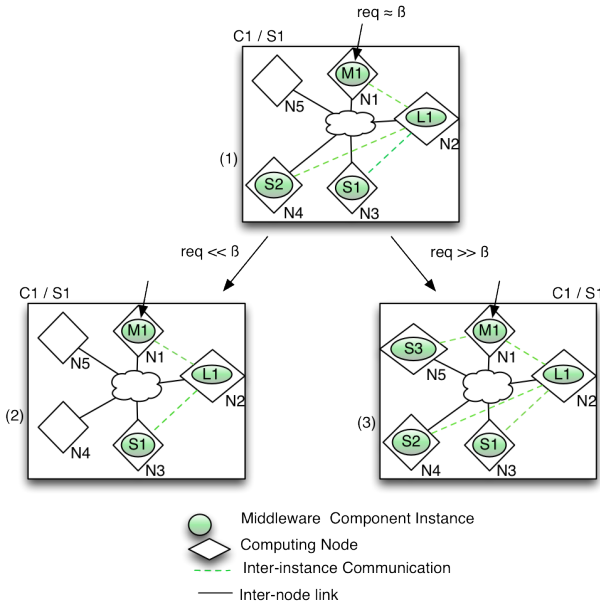 req ≈ ß
C1 / S1
M1
N1
N5
L1
N2
(1)
S2
N4
S1
N3
req << ß
req >> ß
C1 / S1
M1
N1
N5
L1
N2
(2)
N4
S1
N3
C1 / S1
M1
N1
S3
N5
L1
N2
(3)
S2
N4
S1
N3
Middleware Component Instance
Computing Node
Inter-instance Communication
Inter-node link